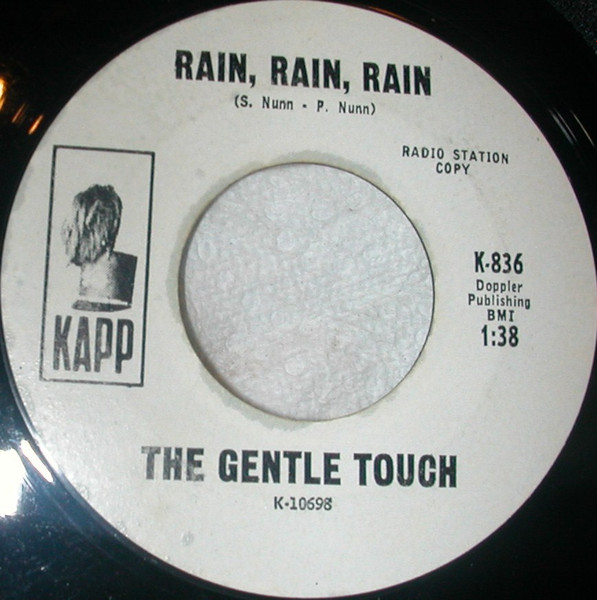 RAIN, RAIN, RAIN
(S. Nunn - P. Nunn)
RADIO STATION
COPY
KAPP
K-836
Doppler
Publishing
BMI
1:38
THE GENTLE TOUCH
K-10698